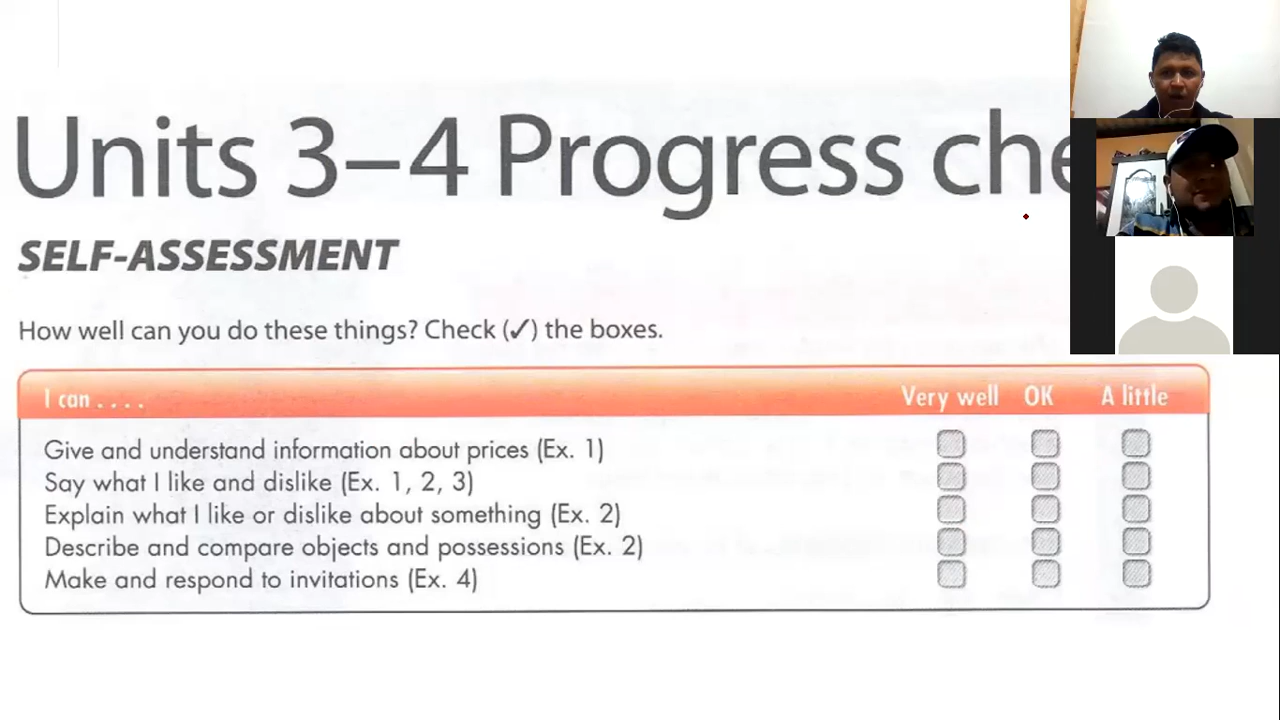 Units 3–4 Progress che
SELF-ASSESSMENT
How well can you do these things? Check (✓) the boxes.
I can . . . . Very well OK A little
Give and understand information about prices (Ex. 1)
Say what I like and dislike (Ex. 1, 2, 3)
Explain what I like or dislike about something (Ex. 2)
Describe and compare objects and possessions (Ex. 2)
Make and respond to invitations (Ex. 4)